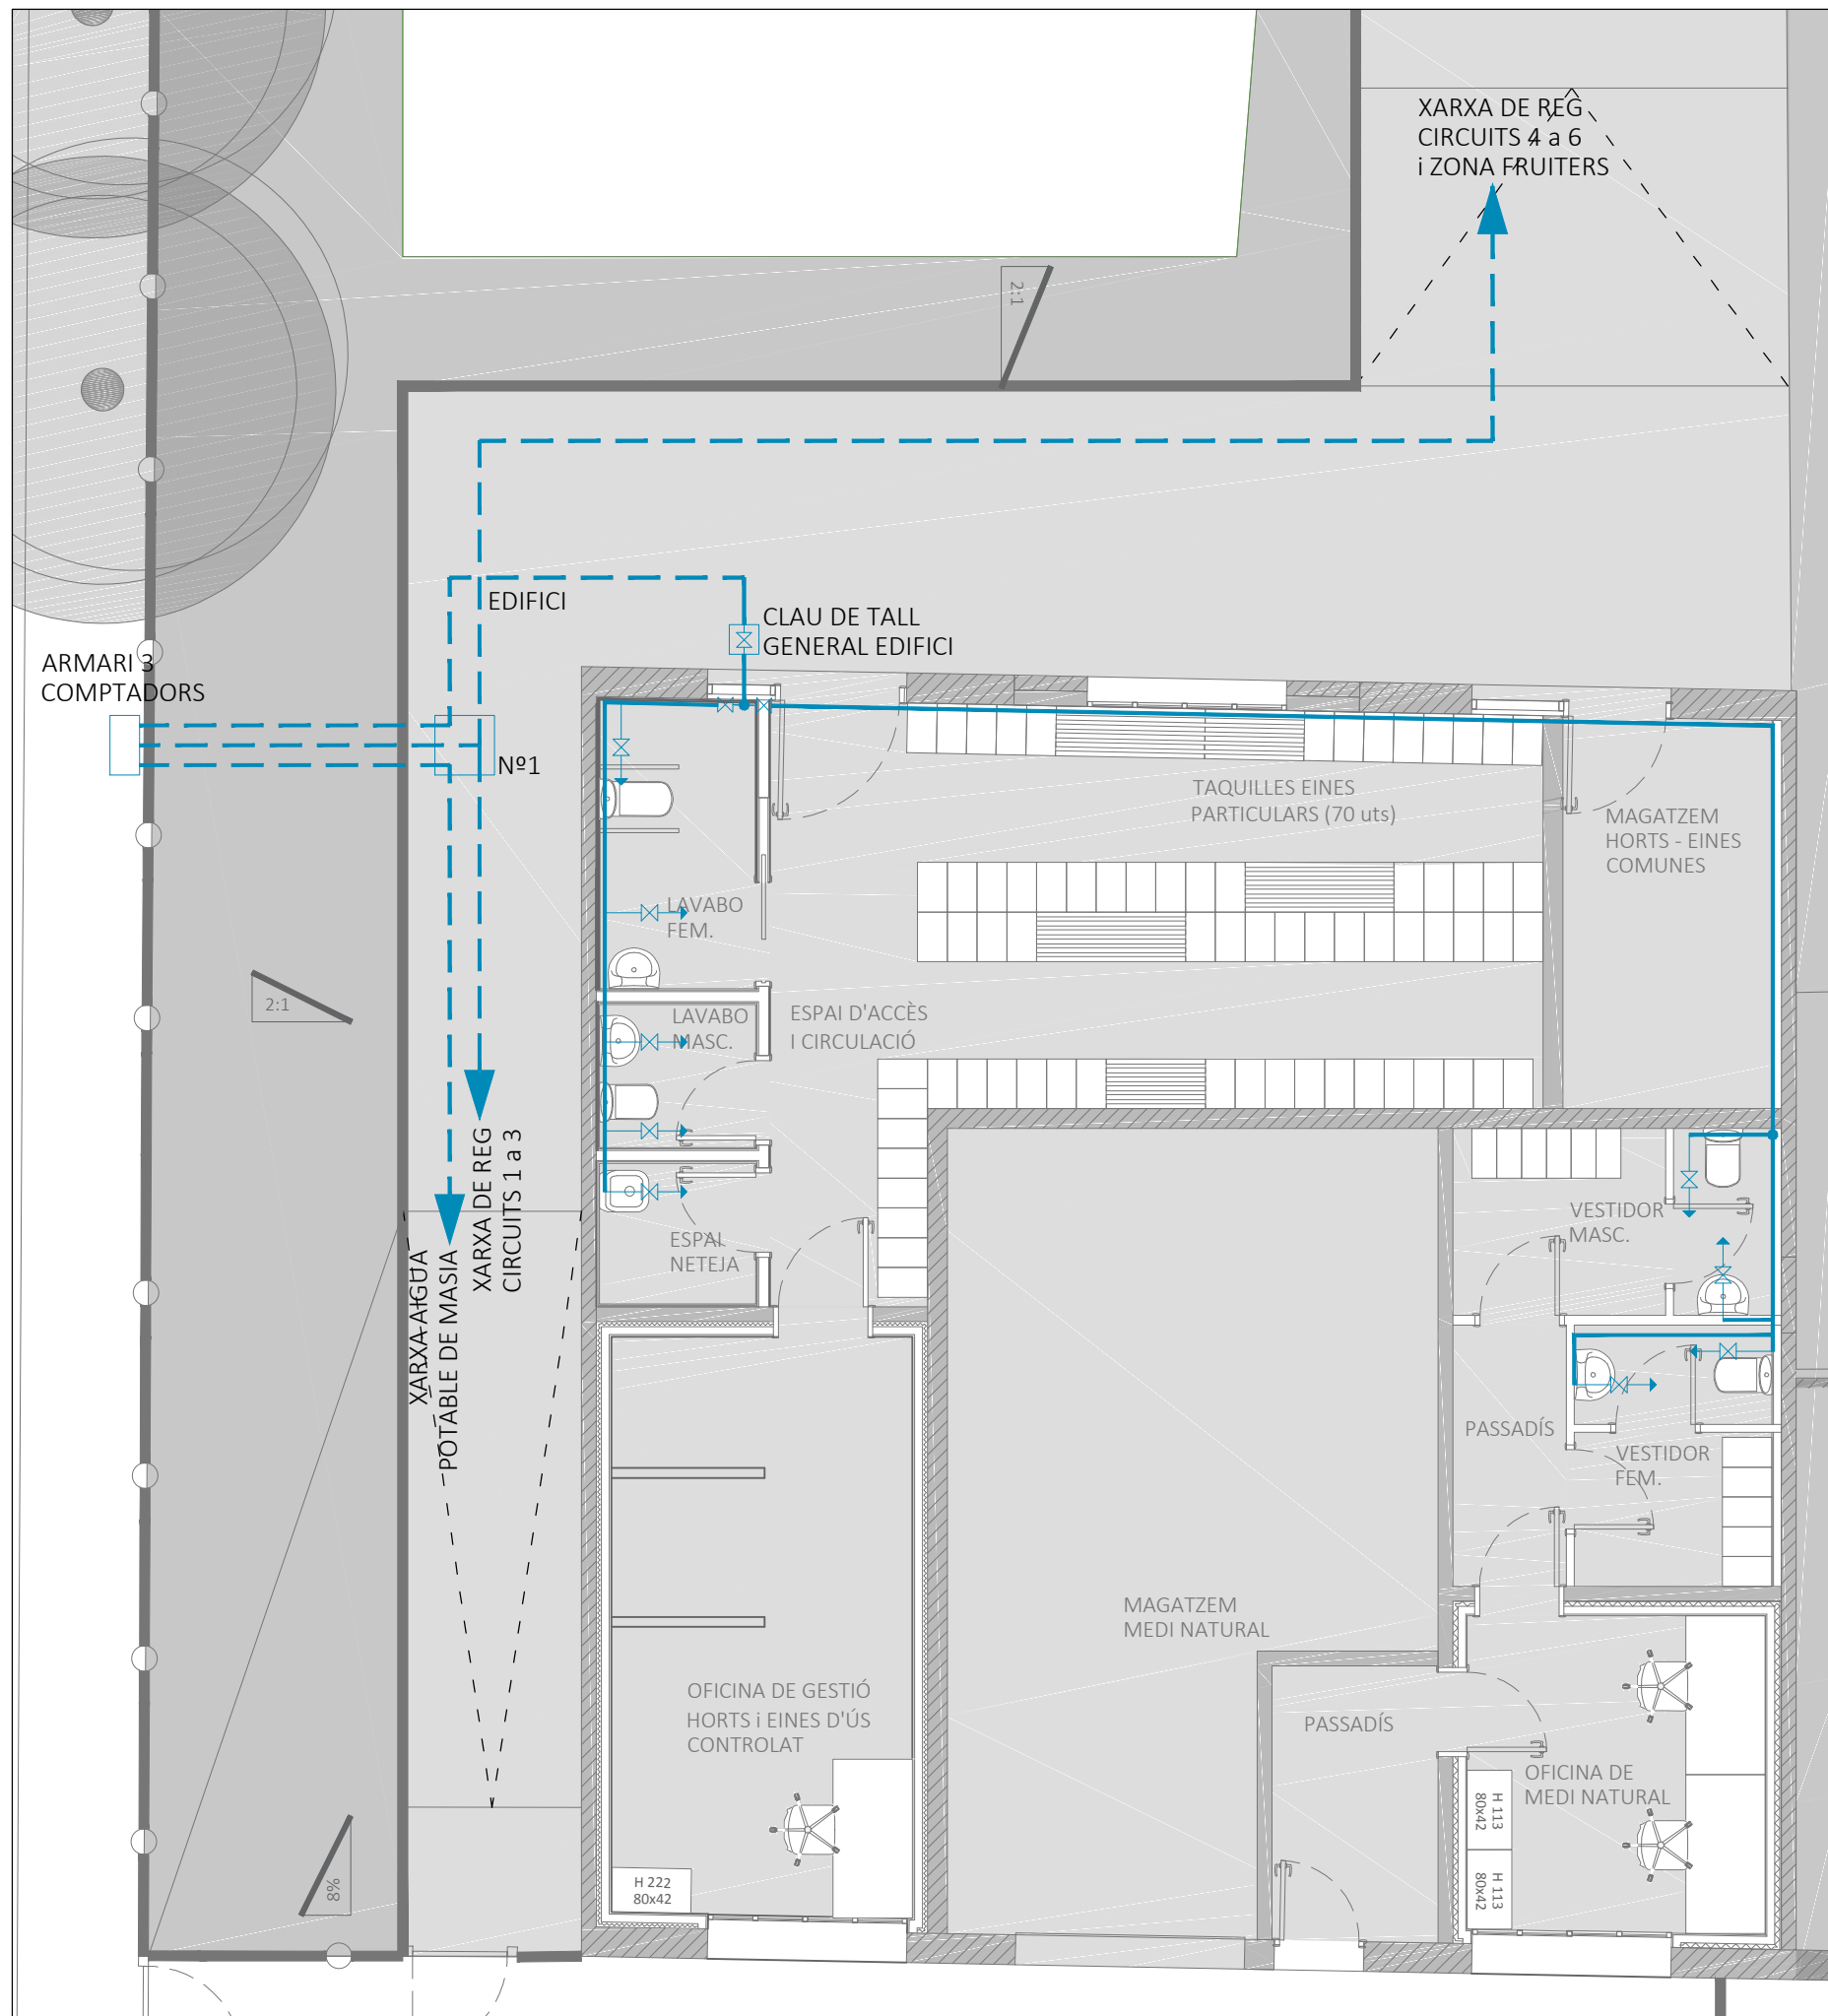 XARXA DE REG
CIRCUITS 4 a 6
i ZONA FRUITERS
2:1
EDIFICI
CLAU DE TALL
GENERAL EDIFICI
ARMARI 3
COMPTADORS
Nº1
TAQUILLES EINES
PARTICULARS (70 uts)
MAGATZEM
HORTS - EINES
COMUNES
LAVABO
FEM.
2:1
LAVABO
MASC.
ESPAI D'ACCÈS
I CIRCULACIÓ
XARXA DE REG
CIRCUITS 1 a 3
XARXA AIGUA
POTABLE DE MASIA
ESPAI
NETEJA
VESTIDOR
MASC.
PASSADÍS
VESTIDOR
FEM.
MAGATZEM
MEDI NATURAL
OFICINA DE GESTIÓ
HORTS i EINES D'ÚS
CONTROLAT
PASSADÍS
OFICINA DE
MEDI NATURAL
H 113
80x42
H 113
80x42
H 222
80x42
8%